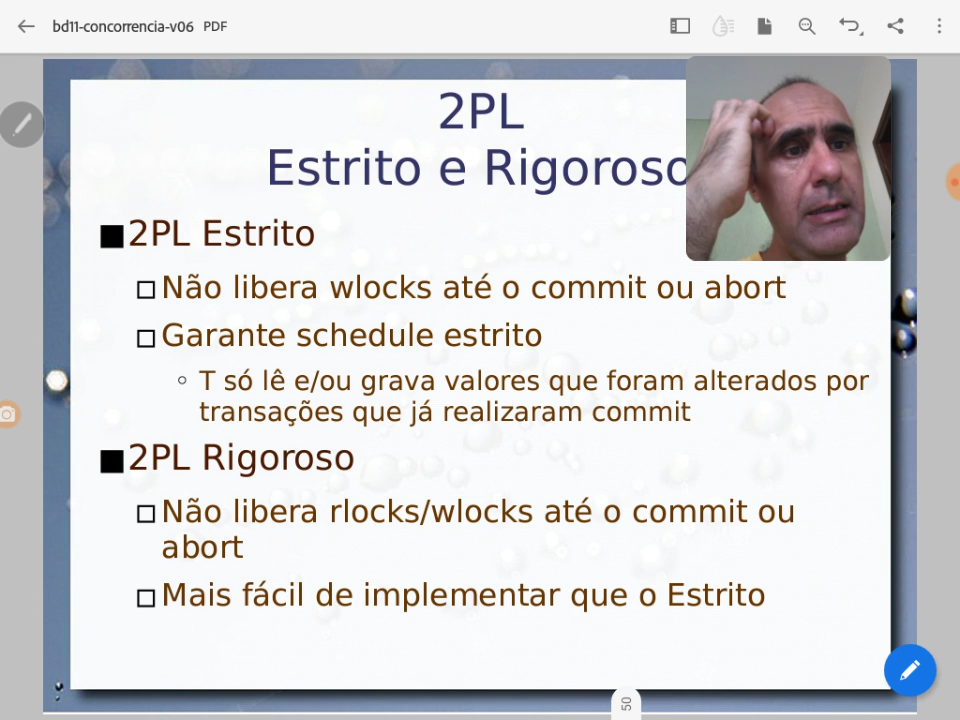 bd11-concorrencia-v06 PDF
2PL
Estrito e Rigoroso
2PL Estrito
Não libera wlocks até o commit ou abort
Garante schedule estrito
T só lê e/ou grava valores que foram alterados por
transações que já realizaram commit
2PL Rigoroso
Não libera rlocks/wlocks até o commit ou
abort
Mais fácil de implementar que o Estrito
50